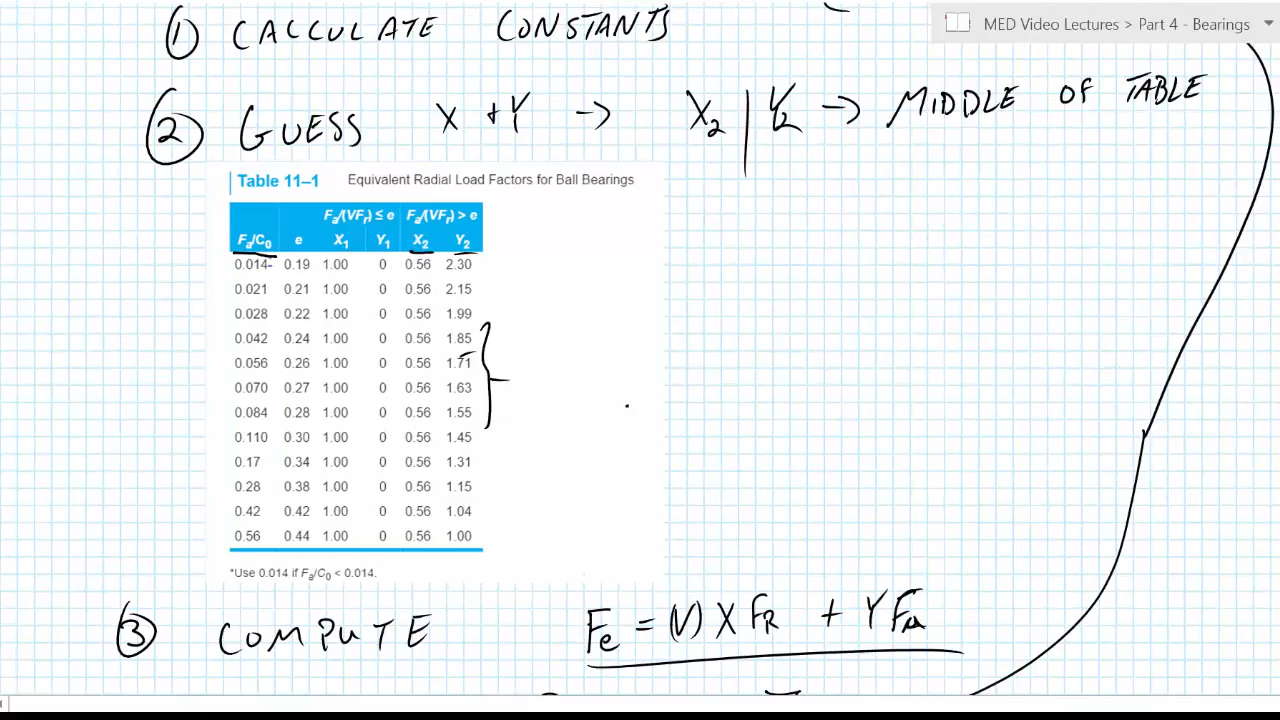 MED Video Lectures > Part 4 - Bearings
① CALCULATE CONSTANTS
② GUESS X + Y → X₂ | Y₂ → MIDDLE OF TABLE
Table 11–1 Equivalent Radial Load Factors for Ball Bearings
Fₐ/(VFᵣ) ≤ e Fₐ/(VFᵣ) > e
Fₐ/C₀ e X₁ Y₁ X₂ Y₂
0.014- 0.19 1.00 0 0.56 2.30
0.021 0.21 1.00 0 0.56 2.15
0.028 0.22 1.00 0 0.56 1.99
0.042 0.24 1.00 0 0.56 1.85
0.056 0.26 1.00 0 0.56 1.71
0.070 0.27 1.00 0 0.56 1.63
0.084 0.28 1.00 0 0.56 1.55
0.110 0.30 1.00 0 0.56 1.45
0.17 0.34 1.00 0 0.56 1.31
0.28 0.38 1.00 0 0.56 1.15
0.42 0.42 1.00 0 0.56 1.04
0.56 0.44 1.00 0 0.56 1.00
*Use 0.014 if Fₐ/C₀ < 0.014.
③ COMPUTE Fe = (V) X FR + Y Fa